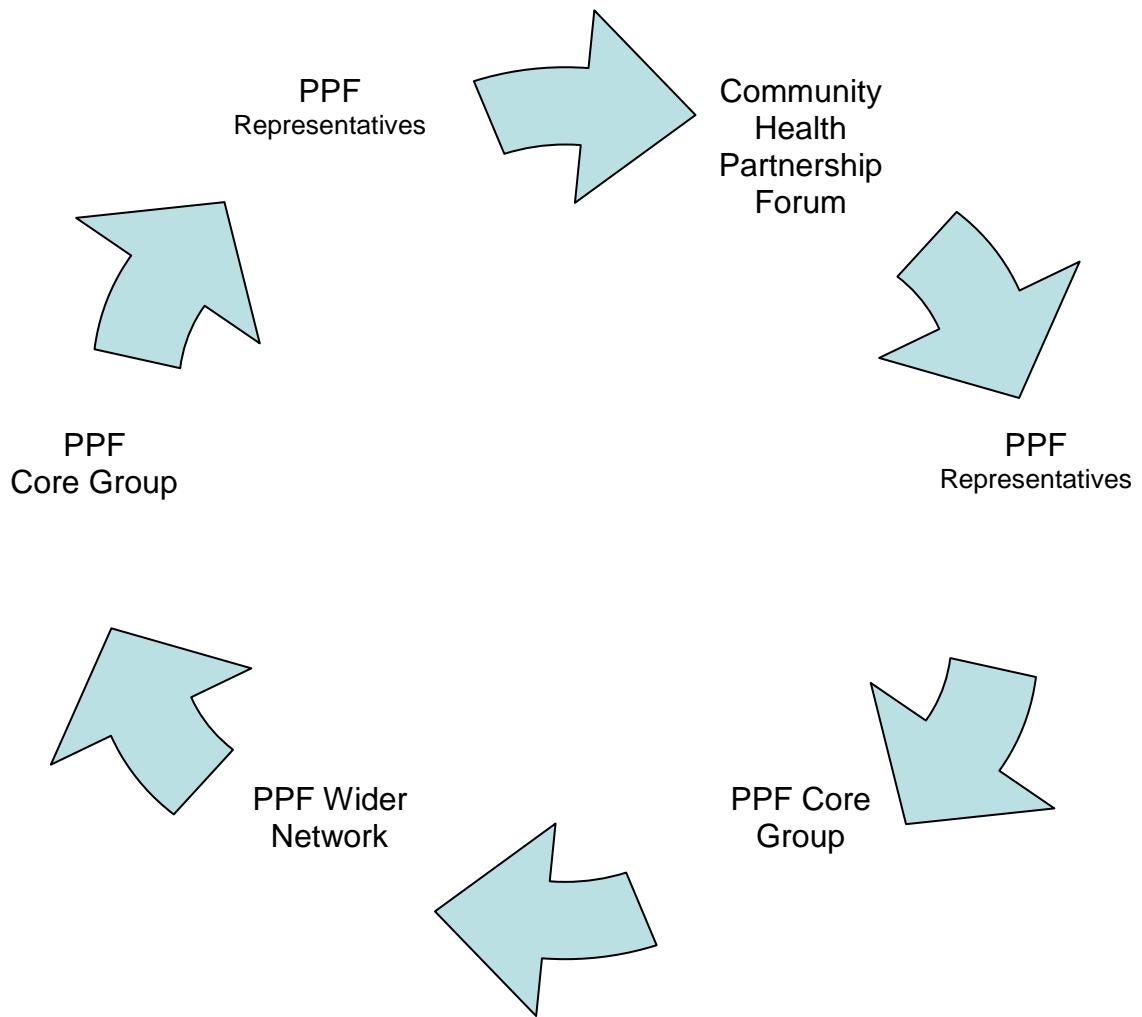 PPF
Representatives
Community
Health
Partnership
Forum
PPF
Core Group
PPF
Representatives
PPF Wider
Network
PPF Core
Group